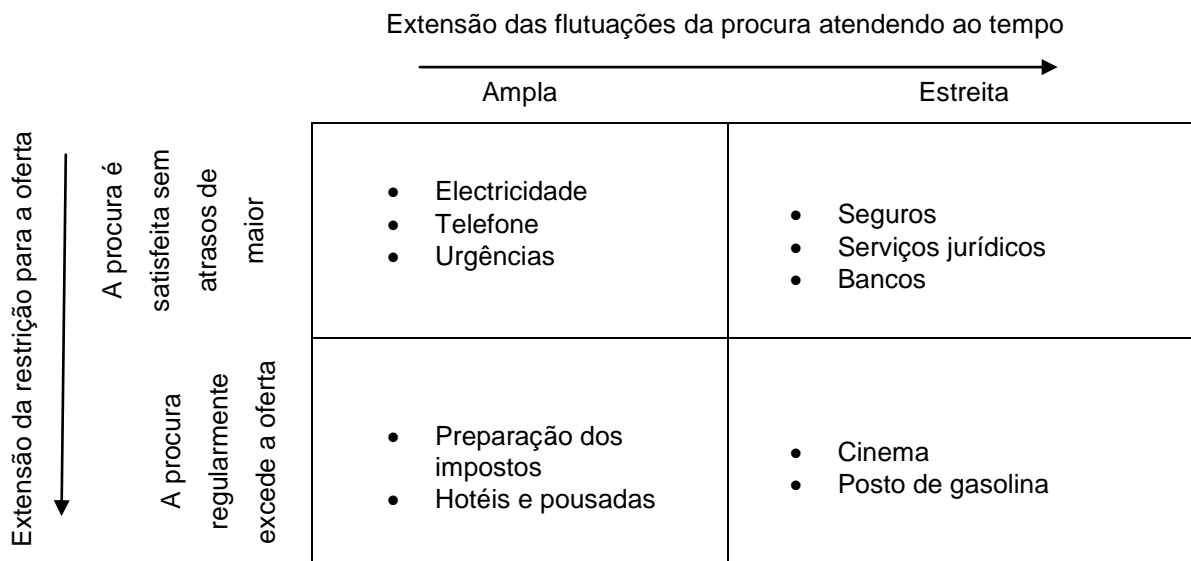 Extensão das flutuações da procura atendendo ao tempo
Ampla
Estreita
Extensão da restrição para a oferta
A procura é
satisfeita sem
atrasos de
maior
• Electricidade
• Telefone
• Urgências
• Seguros
• Serviços jurídicos
• Bancos
A procura
regularmente
excede a oferta
• Preparação dos
impostos
• Hotéis e pousadas
• Cinema
• Posto de gasolina